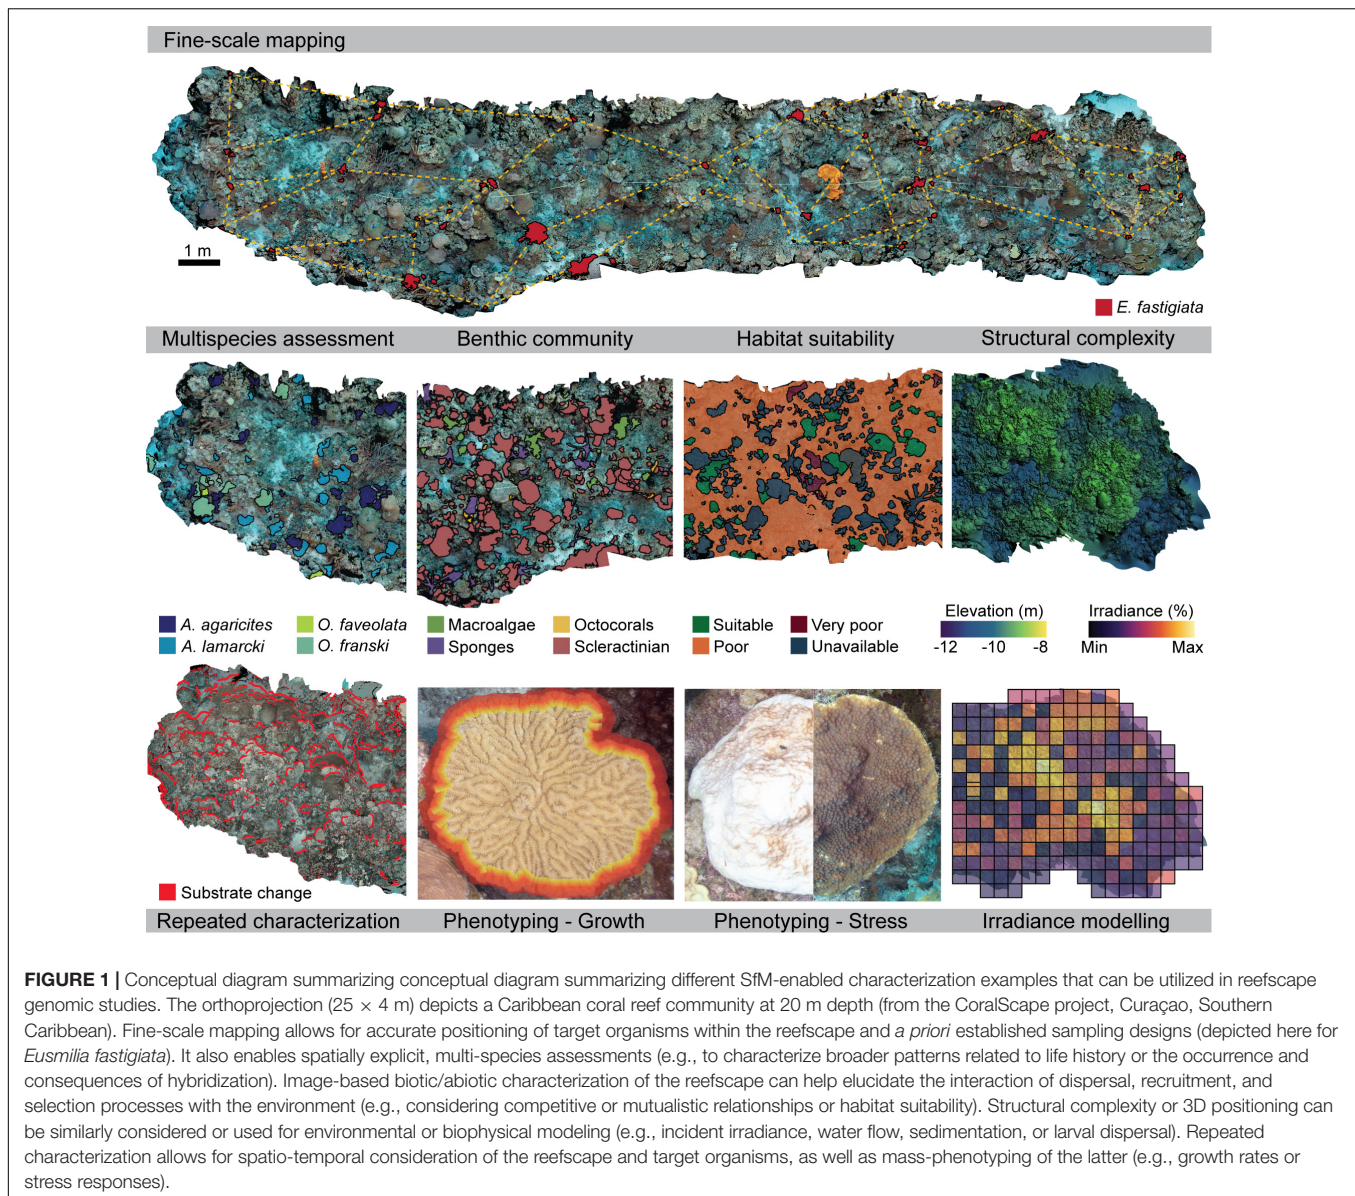 Fine-scale mapping
1 m
E. fastigiata
Multispecies assessment
Benthic community
Habitat suitability
Structural complexity
A. agaricites
O. faveolata
A. lamarcki
O. franski
Macroalgae
Octocorals
Sponges
Scleractinian
Suitable
Very poor
Poor
Unavailable
Elevation (m)
-12 -10 -8
Irradiance (%)
Min Max
Substrate change
Repeated characterization
Phenotyping - Growth
Phenotyping - Stress
Irradiance modelling
FIGURE 1 | Conceptual diagram summarizing conceptual diagram summarizing different SfM-enabled characterization examples that can be utilized in reefscape
genomic studies. The orthoprojection (25 × 4 m) depicts a Caribbean coral reef community at 20 m depth (from the CoralScape project, Curaçao, Southern
Caribbean). Fine-scale mapping allows for accurate positioning of target organisms within the reefscape and a priori established sampling designs (depicted here for
Eusmilia fastigiata). It also enables spatially explicit, multi-species assessments (e.g., to characterize broader patterns related to life history or the occurrence and
consequences of hybridization). Image-based biotic/abiotic characterization of the reefscape can help elucidate the interaction of dispersal, recruitment, and
selection processes with the environment (e.g., considering competitive or mutualistic relationships or habitat suitability). Structural complexity or 3D positioning can
be similarly considered or used for environmental or biophysical modeling (e.g., incident irradiance, water flow, sedimentation, or larval dispersal). Repeated
characterization allows for spatio-temporal consideration of the reefscape and target organisms, as well as mass-phenotyping of the latter (e.g., growth rates or
stress responses).